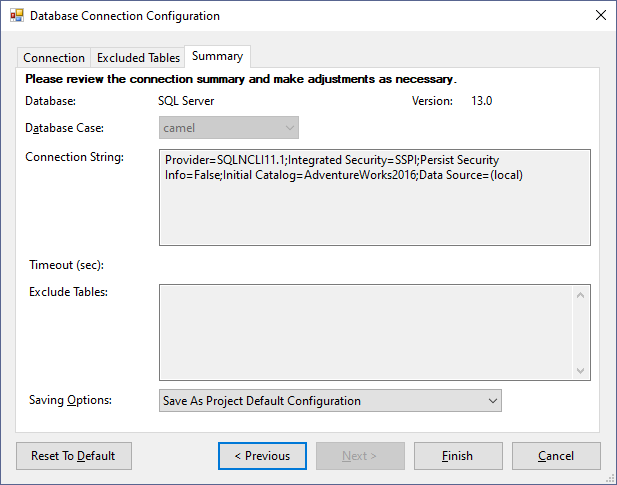 Database Connection Configuration
Connection Excluded Tables Summary
Please review the connection summary and make adjustments as necessary.
Database: SQL Server Version: 13.0
Database Case: camel
Connection String: Provider=SQLNCLI11.1;Integrated Security=SSPI;Persist Security
Info=False;Initial Catalog=AdventureWorks2016;Data Source=(local)
Timeout (sec):
Exclude Tables:
Saving Options: Save As Project Default Configuration
Reset To Default < Previous Next > Finish Cancel